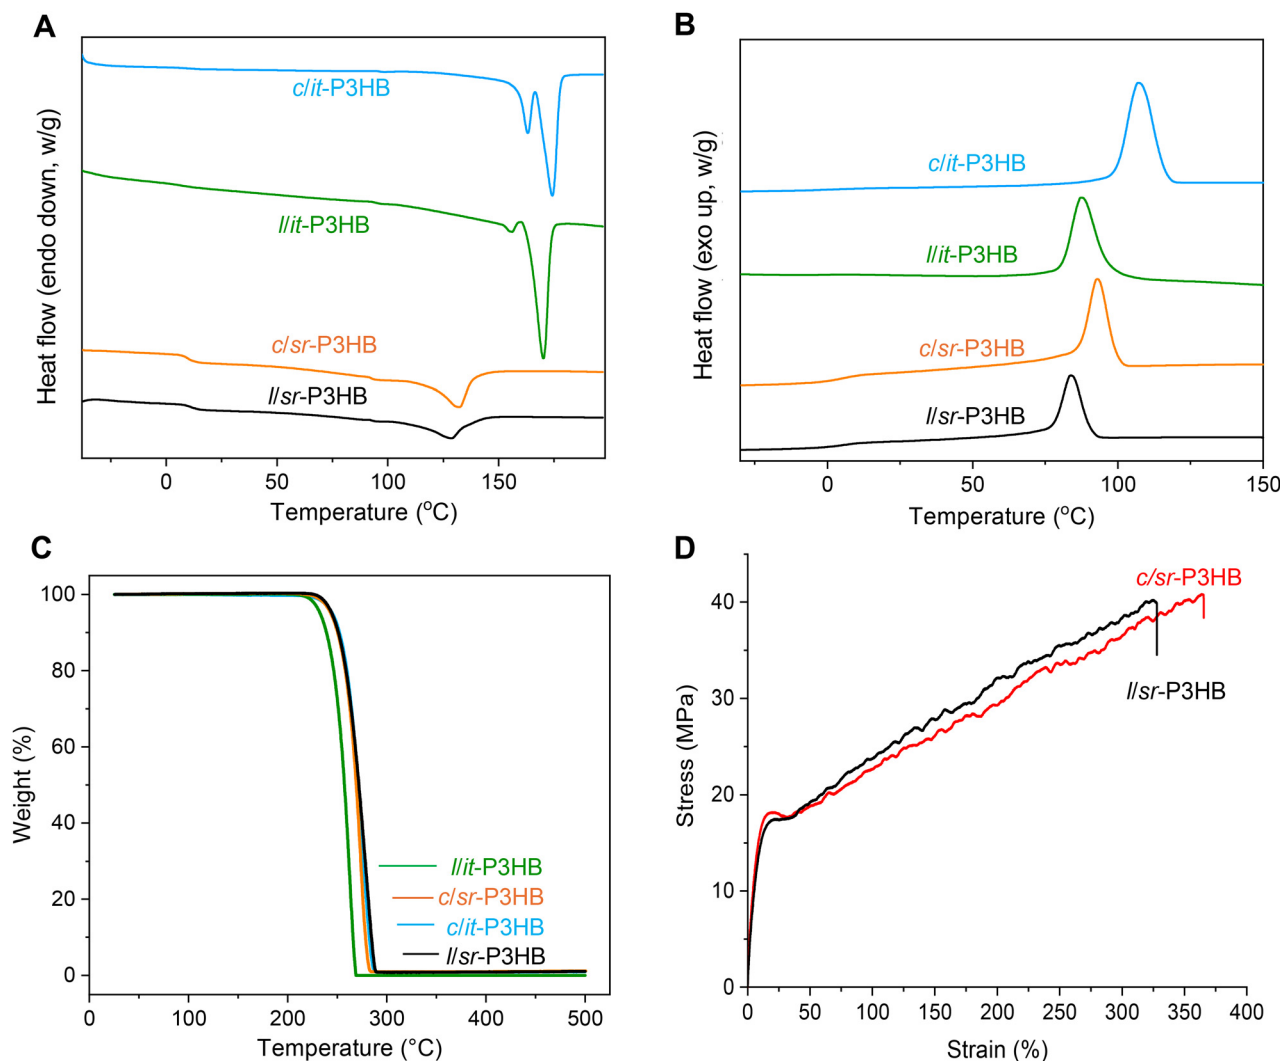 A
Heat flow (endo down, w/g)
c/it-P3HB
l/it-P3HB
c/sr-P3HB
l/sr-P3HB
0
50
100
150
Temperature (°C)
B
Heat flow (exo up, w/g)
c/it-P3HB
l/it-P3HB
c/sr-P3HB
l/sr-P3HB
0
50
100
150
Temperature (°C)
C
Weight (%)
100
80
60
40
20
0
l/it-P3HB
c/sr-P3HB
c/it-P3HB
l/sr-P3HB
0
100
200
300
400
500
Temperature (°C)
D
Stress (MPa)
40
30
20
10
0
c/sr-P3HB
l/sr-P3HB
0
50
100
150
200
250
300
350
400
Strain (%)